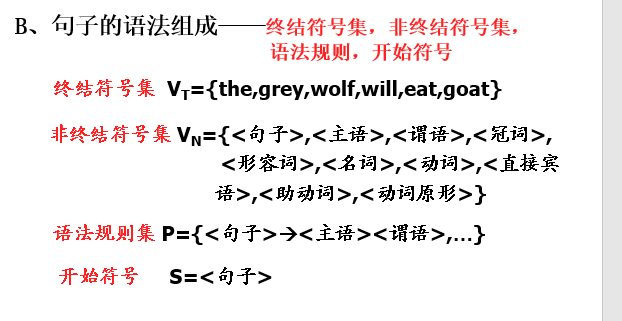 B、句子的语法组成——终结符号集，非终结符号集，
语法规则，开始符号
终结符号集 VT={the,grey,wolf,will,eat,goat}
非终结符号集 VN={<句子>,<主语>,<谓语>,<冠词>,
<形容词>,<名词>,<动词>,<直接宾
语>,<助动词>,<动词原形>}
语法规则集 P={<句子>→<主语><谓语>,…}
开始符号 S=<句子>